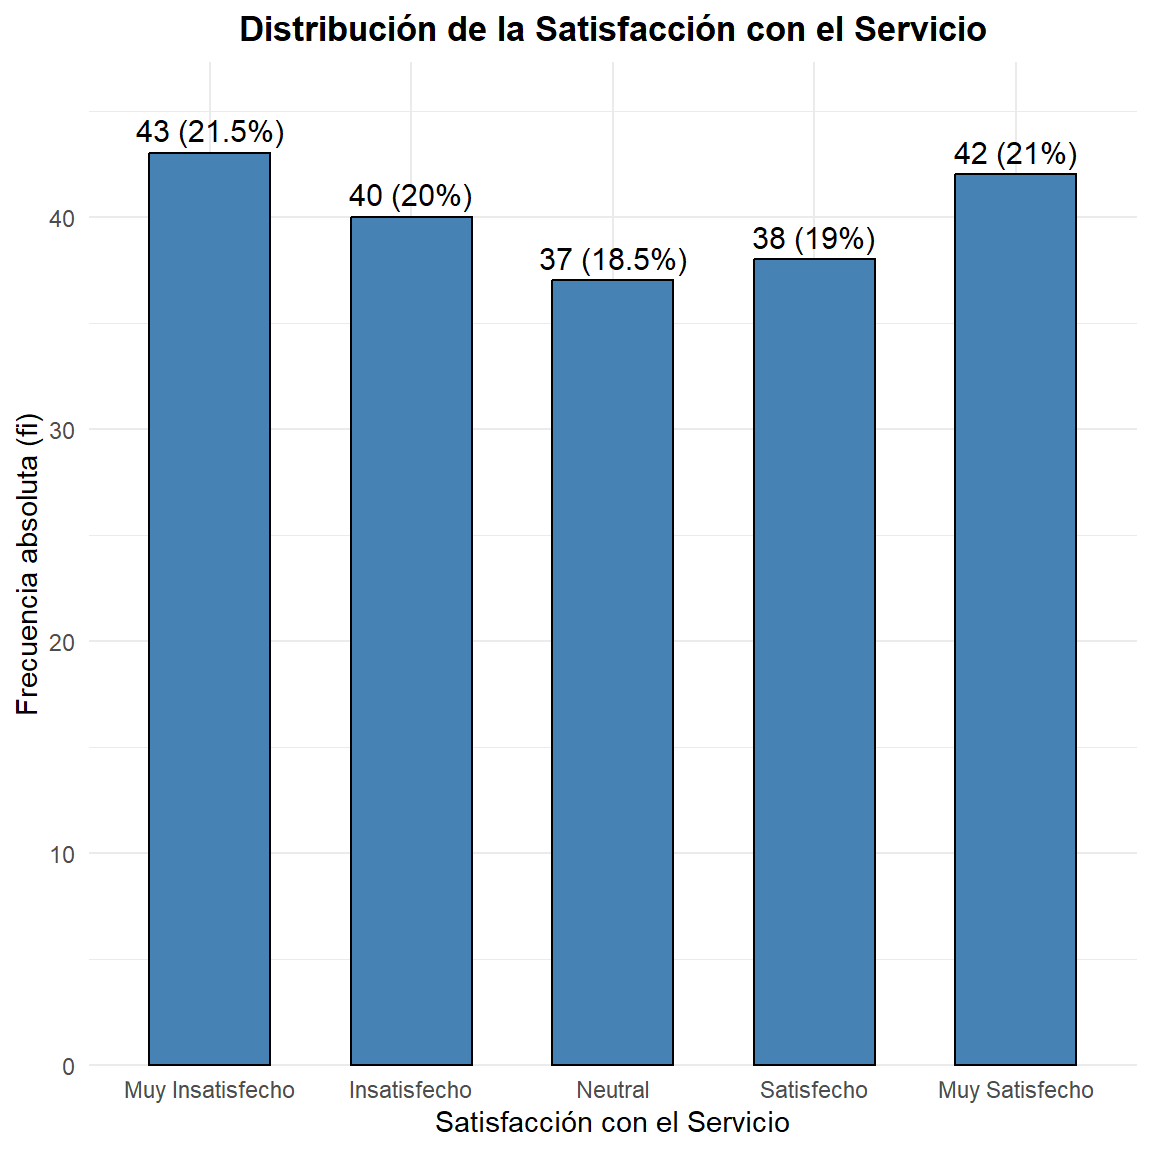 Distribución de la Satisfacción con el Servicio
43 (21.5%)
40 (20%)
37 (18.5%)
38 (19%)
42 (21%)
Frecuencia absoluta (fi)
40
30
20
10
0
Muy Insatisfecho
Insatisfecho
Neutral
Satisfecho
Muy Satisfecho
Satisfacción con el Servicio